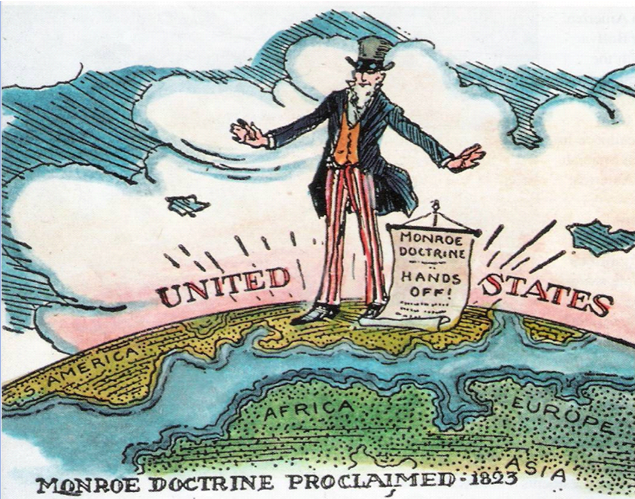 MONROE
DOCTRINE
HANDS
OFF!
UNITED STATES
AMERICA
AFRICA
EUROPE
ASIA
MONROE DOCTRINE PROCLAIMED - 1823